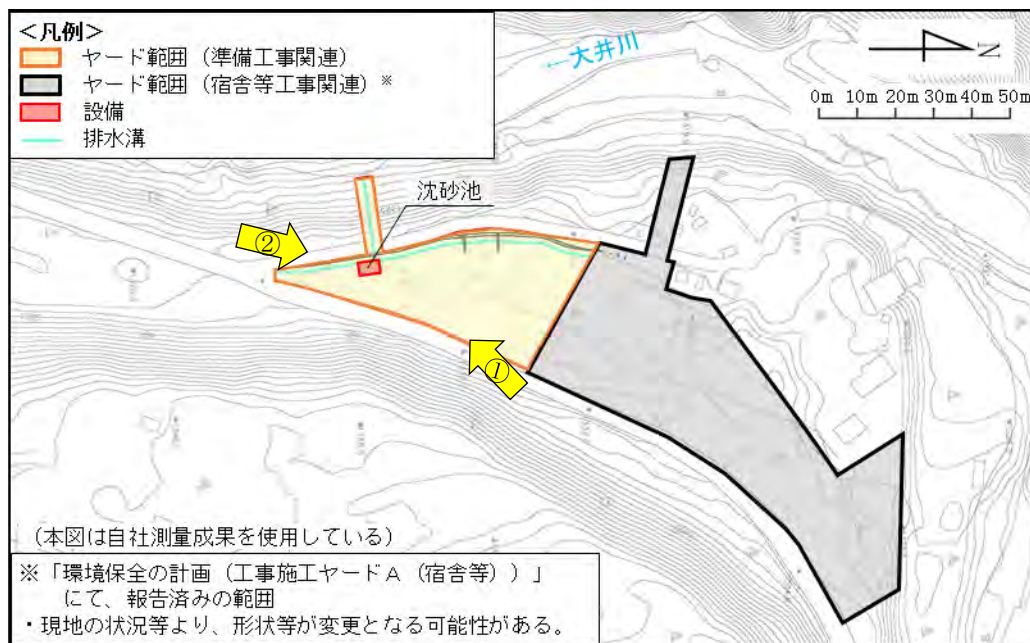 <凡例>
ヤード範囲（準備工事関連）
ヤード範囲（宿舎等工事関連）※
設備
排水溝
←大井川
N
0m 10m 20m 30m 40m 50m
沈砂池
②
①
（本図は自社測量成果を使用している）
※「環境保全の計画（工事施工ヤードＡ（宿舎等））」
にて、報告済みの範囲
・現地の状況等より、形状等が変更となる可能性がある。